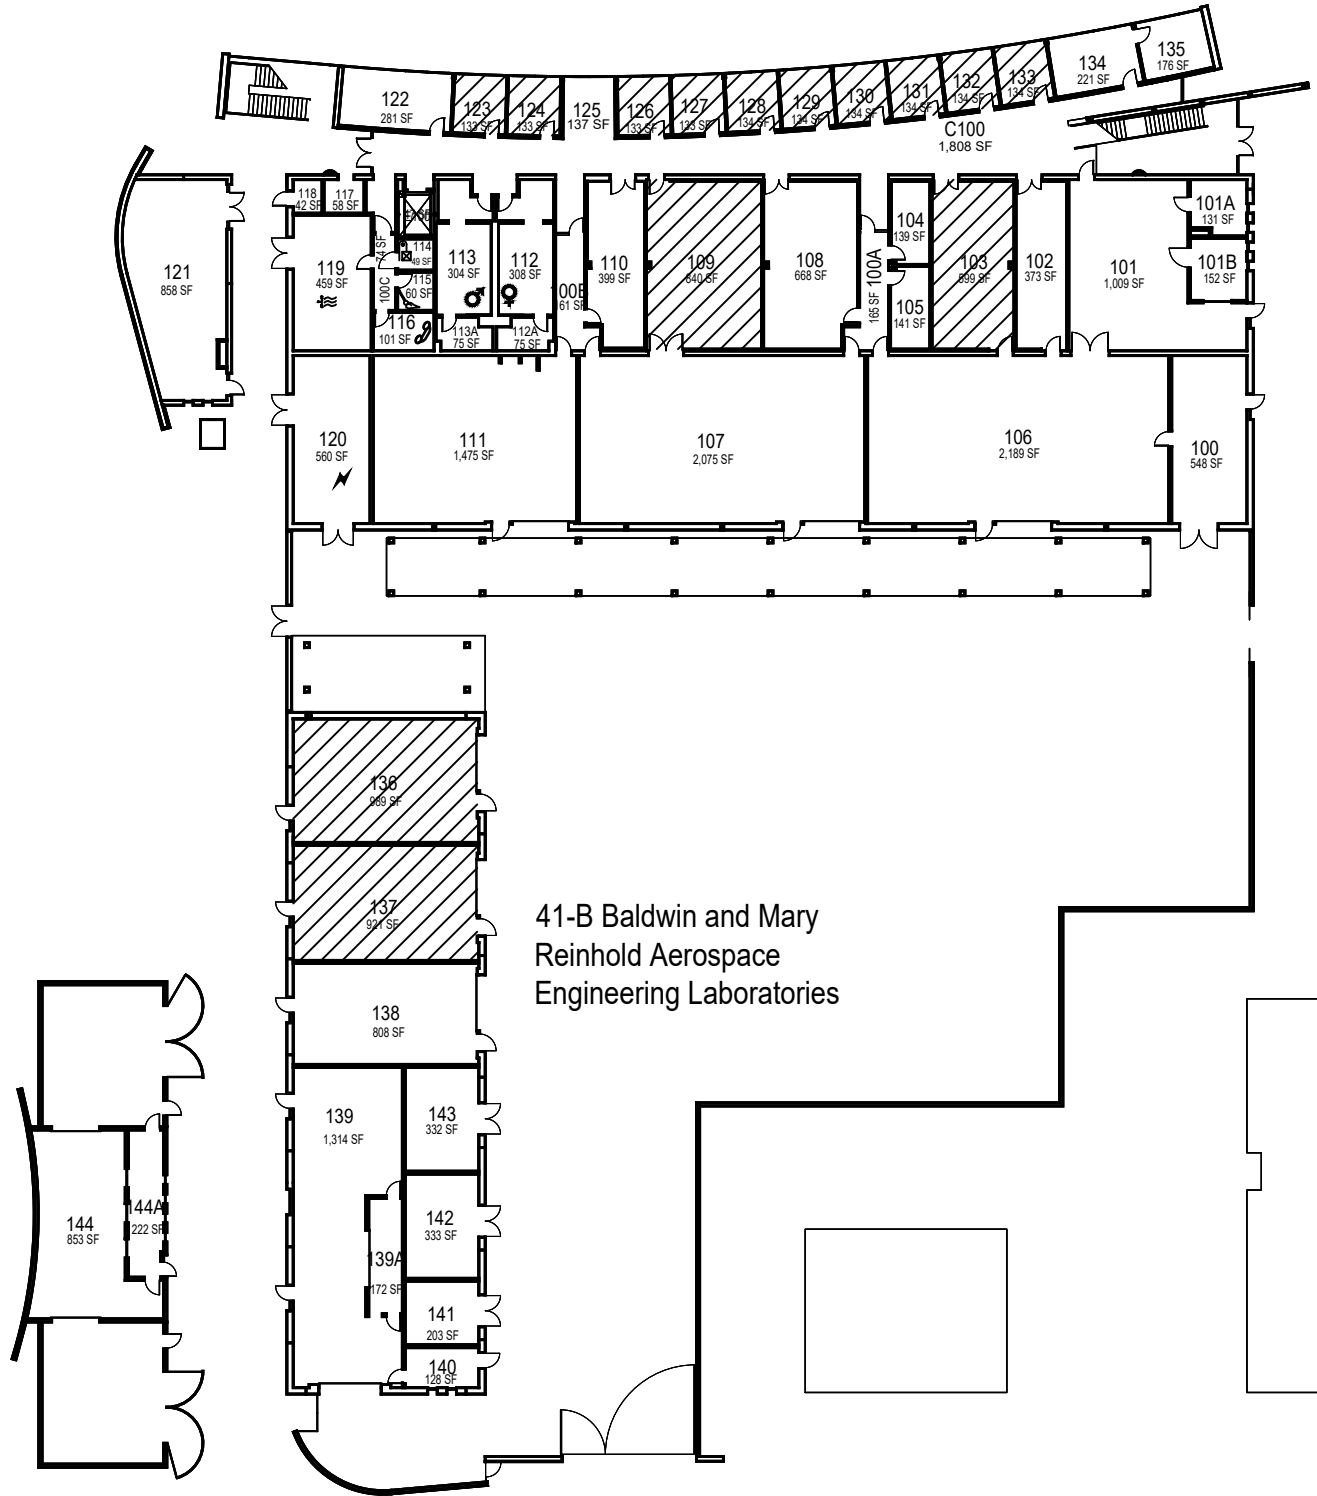 135
176 SF
134
221 SF
133
134 SF
132
134 SF
131
134 SF
130
134 SF
129
134 SF
128
134 SF
127
133 SF
126
133 SF
125
137 SF
124
133 SF
123
133 SF
122
281 SF
C100
1,808 SF
118
42 SF
117
58 SF
121
858 SF
119
459 SF
74 SF
100C
114
49 SF
115
60 SF
116
101 SF
113
304 SF
113A
75 SF
112
308 SF
112A
75 SF
110
399 SF
109
840 SF
108
668 SF
100A
165 SF
104
139 SF
105
141 SF
103
899 SF
102
373 SF
101
1,009 SF
101A
131 SF
101B
152 SF
120
560 SF
111
1,475 SF
107
2,075 SF
106
2,189 SF
100
548 SF
136
989 SF
137
921 SF
41-B Baldwin and Mary
Reinhold Aerospace
Engineering Laboratories
138
808 SF
139
1,314 SF
143
332 SF
142
333 SF
139A
172 SF
141
203 SF
140
128 SF
144
853 SF
144A
222 SF